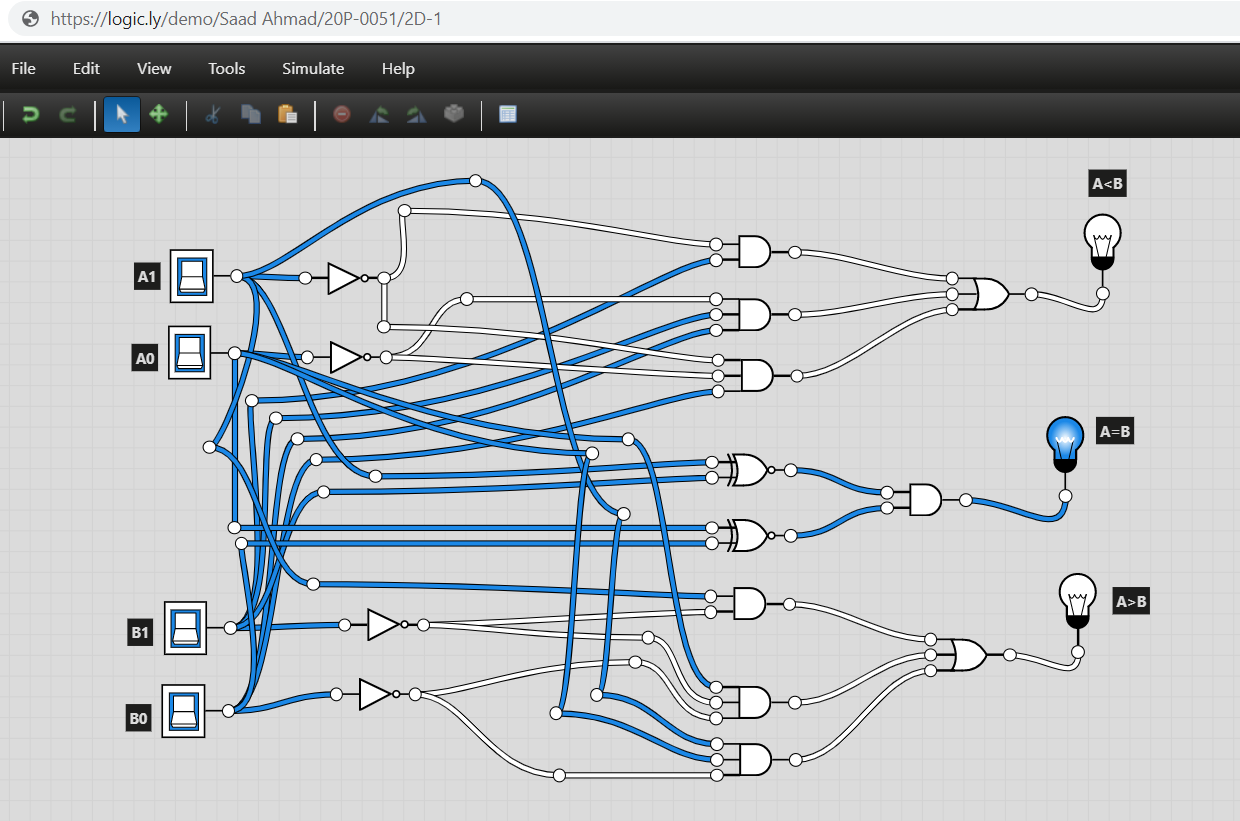 https://logic.ly/demo/Saad Ahmad/20P-0051/2D-1
File Edit View Tools Simulate Help
A<B
A1
A0
A=B
A>B
B1
B0